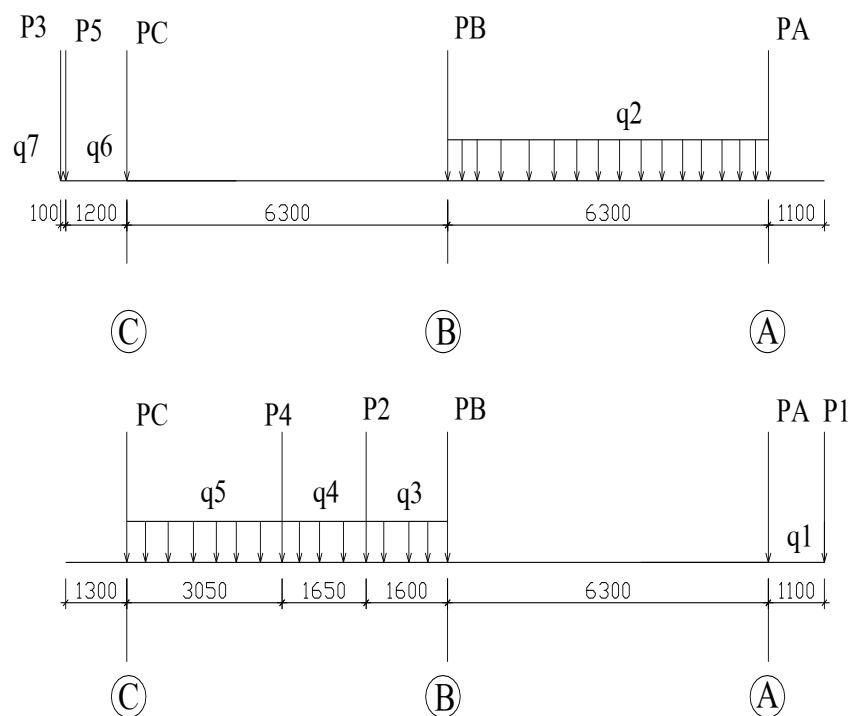 P3 P5 PC PB PA
q2
q7 q6
100 1200 6300 6300 1100
C B A
PC P4 P2 PB PA P1
q5 q4 q3
q1
1300 3050 1650 1600 6300 1100
C B A